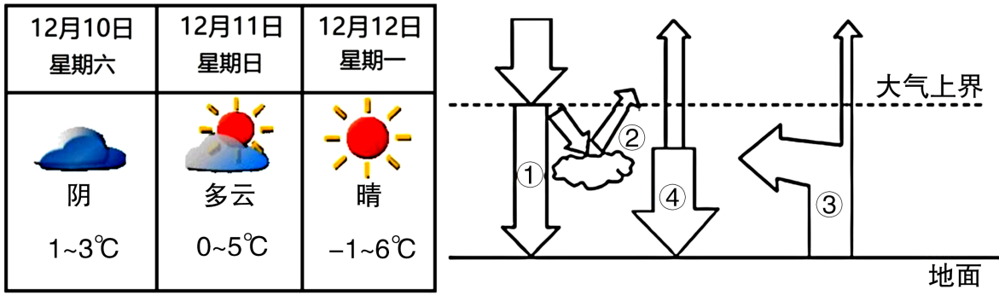 12月10日
星期六
12月11日
星期日
12月12日
星期一
阴
多云
晴
1~3℃
0~5℃
-1~6℃
大气上界
②
①
④
③
地面